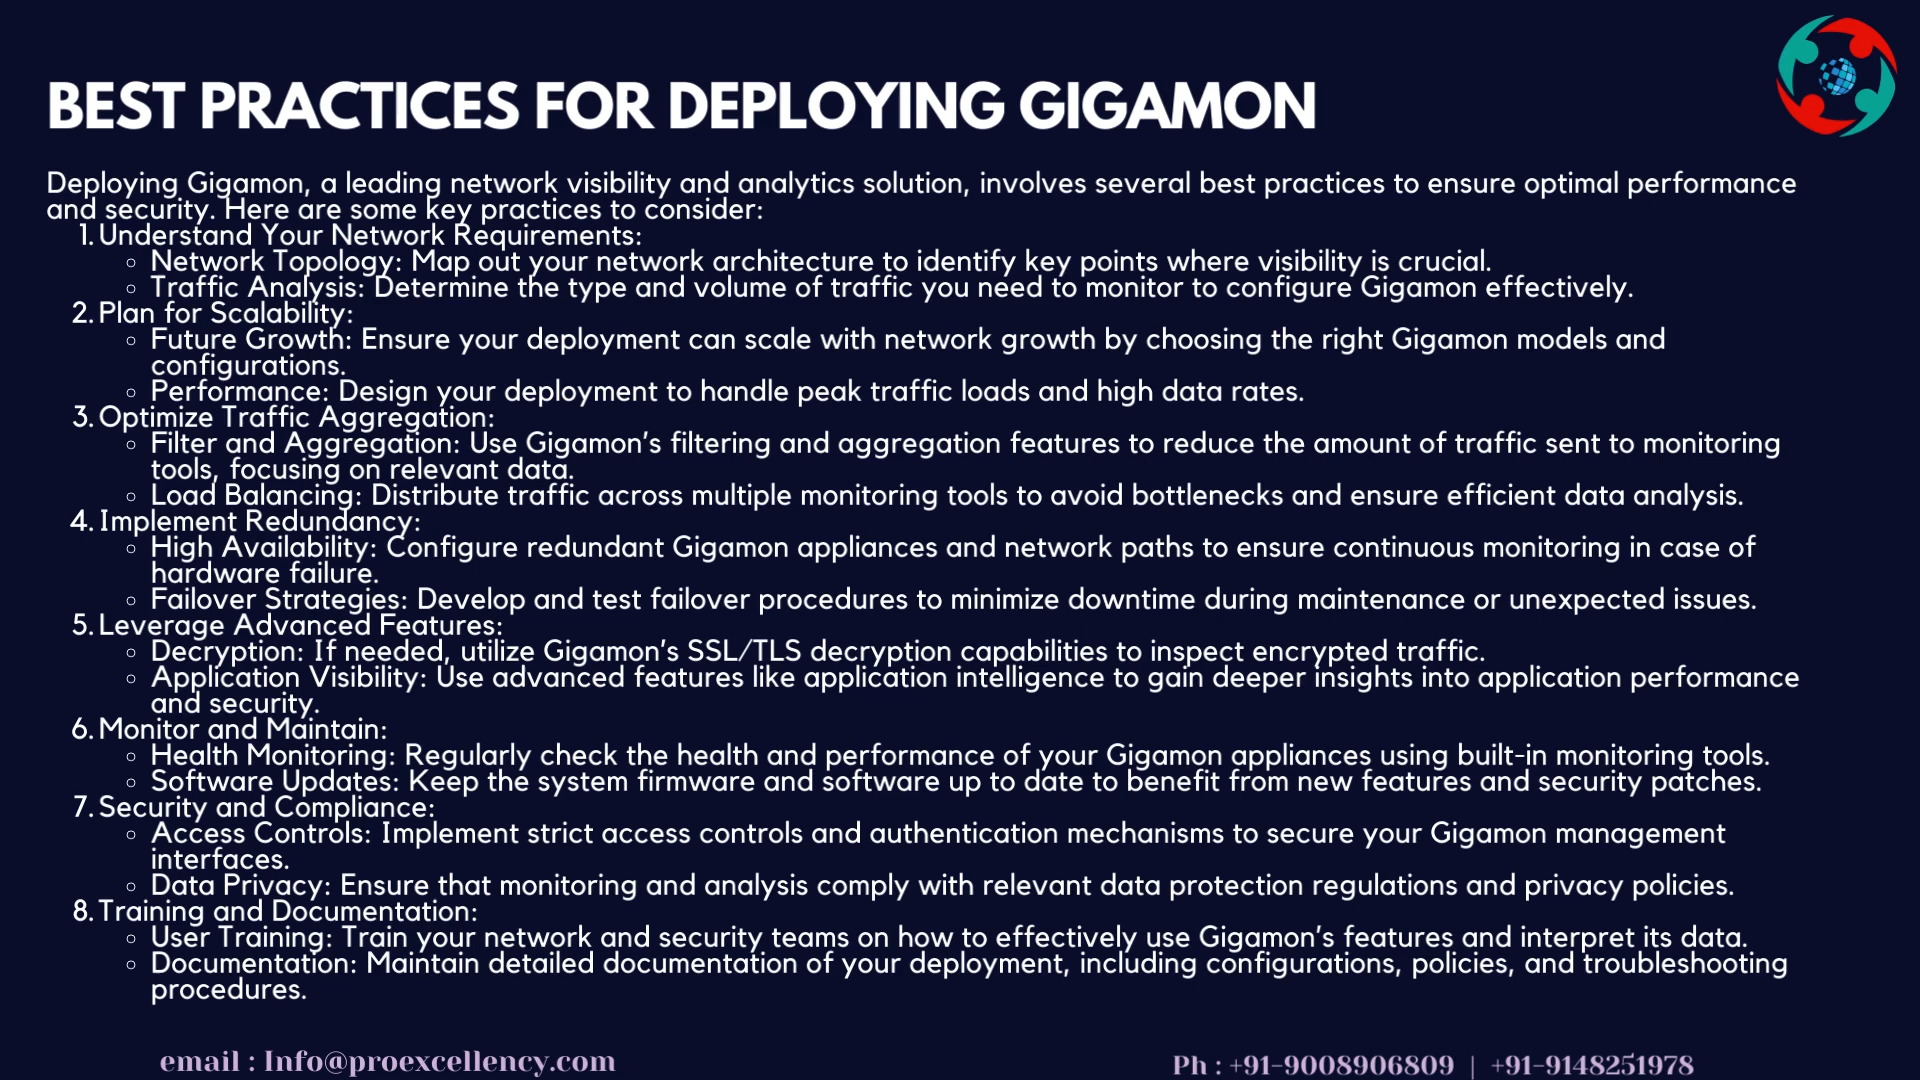 BEST PRACTICES FOR DEPLOYING GIGAMON
Deploying Gigamon, a leading network visibility and analytics solution, involves several best practices to ensure optimal performance
and security. Here are some key practices to consider:
1. Understand Your Network Requirements:
◦ Network Topology: Map out your network architecture to identify key points where visibility is crucial.
◦ Traffic Analysis: Determine the type and volume of traffic you need to monitor to configure Gigamon effectively.
2. Plan for Scalability:
◦ Future Growth: Ensure your deployment can scale with network growth by choosing the right Gigamon models and
configurations.
◦ Performance: Design your deployment to handle peak traffic loads and high data rates.
3. Optimize Traffic Aggregation:
◦ Filter and Aggregation: Use Gigamon’s filtering and aggregation features to reduce the amount of traffic sent to monitoring
tools, focusing on relevant data.
◦ Load Balancing: Distribute traffic across multiple monitoring tools to avoid bottlenecks and ensure efficient data analysis.
4. Implement Redundancy:
◦ High Availability: Configure redundant Gigamon appliances and network paths to ensure continuous monitoring in case of
hardware failure.
◦ Failover Strategies: Develop and test failover procedures to minimize downtime during maintenance or unexpected issues.
5. Leverage Advanced Features:
◦ Decryption: If needed, utilize Gigamon’s SSL/TLS decryption capabilities to inspect encrypted traffic.
◦ Application Visibility: Use advanced features like application intelligence to gain deeper insights into application performance
and security.
6. Monitor and Maintain:
◦ Health Monitoring: Regularly check the health and performance of your Gigamon appliances using built-in monitoring tools.
◦ Software Updates: Keep the system firmware and software up to date to benefit from new features and security patches.
7. Security and Compliance:
◦ Access Controls: Implement strict access controls and authentication mechanisms to secure your Gigamon management
interfaces.
◦ Data Privacy: Ensure that monitoring and analysis comply with relevant data protection regulations and privacy policies.
8. Training and Documentation:
◦ User Training: Train your network and security teams on how to effectively use Gigamon’s features and interpret its data.
◦ Documentation: Maintain detailed documentation of your deployment, including configurations, policies, and troubleshooting
procedures.
email : Info@proexcellency.com
Ph : +91-9008906809 | +91-9148251978